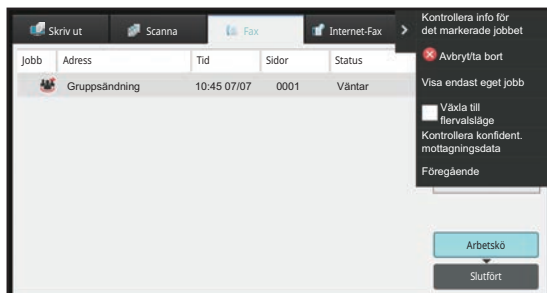 Skriv ut
Scanna
Fax
Internet-Fax
Jobb Adress Tid Sidor Status
Gruppsändning 10:45 07/07 0001 Väntar
Kontrollera info för
det markerade jobbet
Avbryt/ta bort
Visa endast eget jobb
Växla till
flervalsläge
Kontrollera konfident.
mottagningsdata
Föregående
Arbetskö
Slutfört